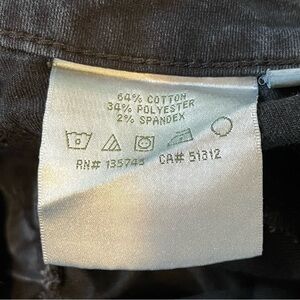 64% COTTON
34% POLYESTER
2% SPANDEX
RN# 135743 CA# 51312